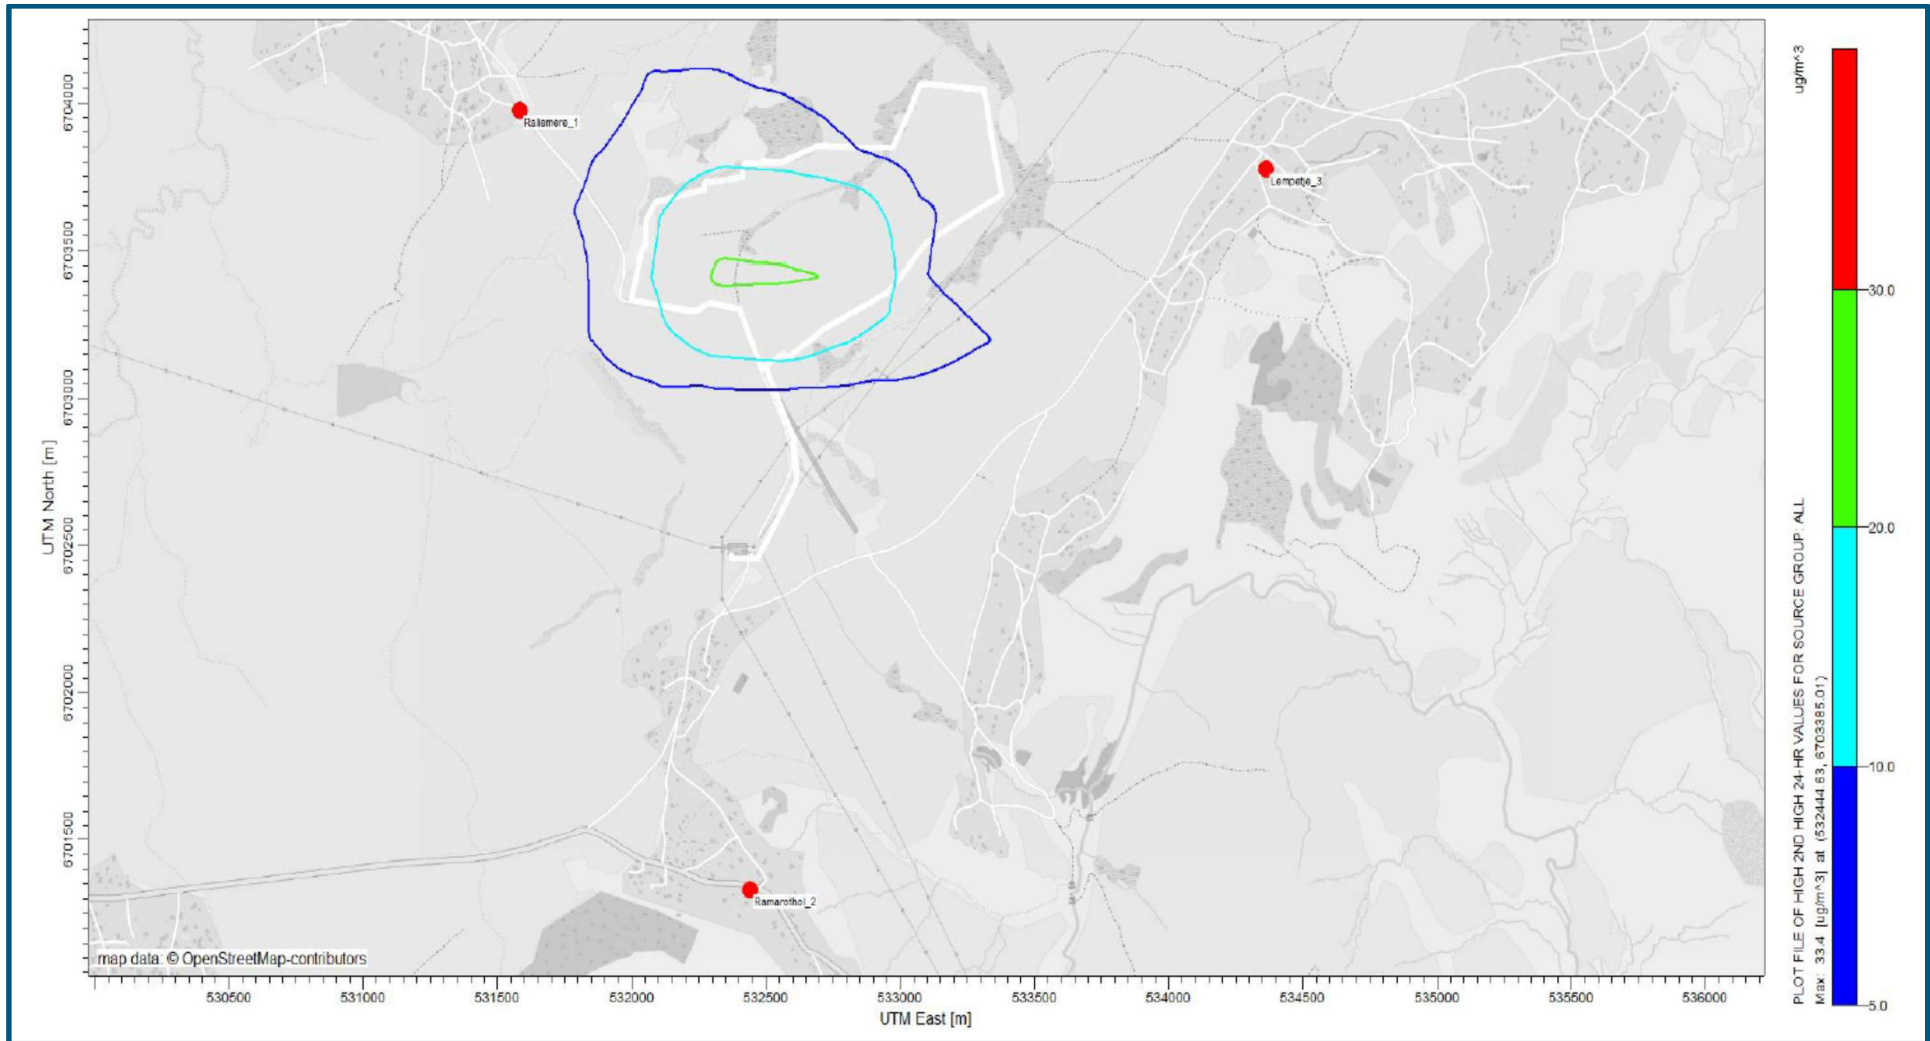 ug/m^3
6704000
6703500
6703000
6702500
6702000
6701500
UTM North [m]
Rallemere_1
Lempetje_3
Ramarothol_2
map data: © OpenStreetMap-contributors
530500
531000
531500
532000
532500
533000
533500
534000
534500
535000
535500
536000
UTM East [m]
PLOT FILE OF HIGH 2ND HIGH 24-HR VALUES FOR SOURCE GROUP: ALL
Max: 33.4 [ug/m^3] at (532444.63, 6703385.01)
30.0
20.0
10.0
5.0